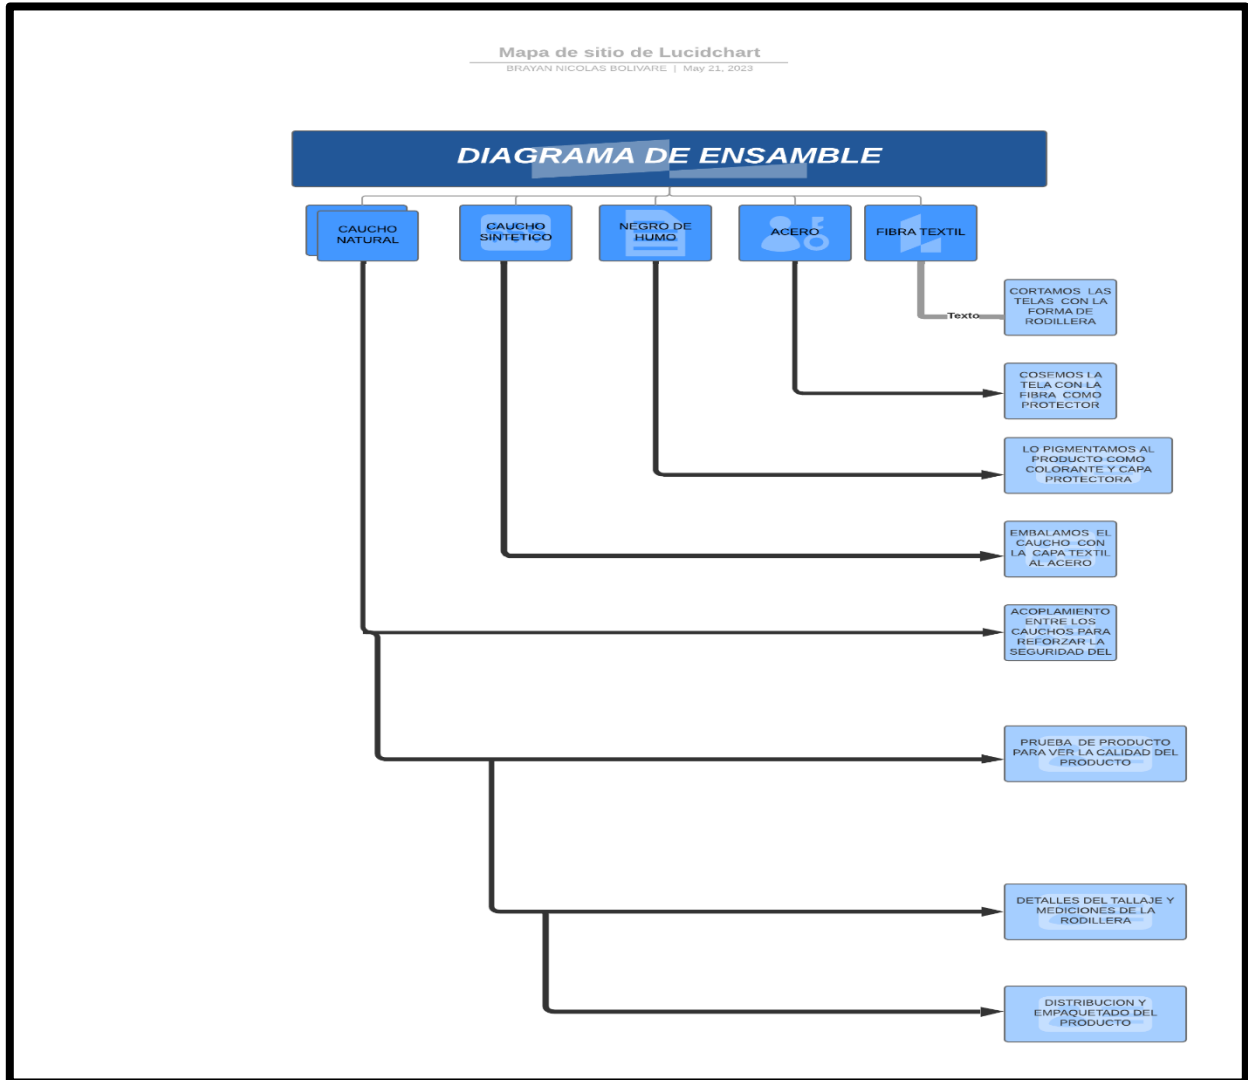 Mapa de sitio de Lucidchart
BRAYAN NICOLAS BOLIVARE | May 21, 2023
DIAGRAMA DE ENSAMBLE
CAUCHO
NATURAL
CAUCHO
SINTETICO
NEGRO DE
HUMO
ACERO
FIBRA TEXTIL
CORTAMOS LAS
TELAS CON LA
FORMA DE
RODILLERA
Texto
COSEMOS LA
TELA CON LA
FIBRA COMO
PROTECTOR
LO PIGMENTAMOS AL
PRODUCTO COMO
COLORANTE Y CAPA
PROTECTORA
EMBALAMOS EL
CAUCHO CON
LA CAPA TEXTIL
AL ACERO
ACOPLAMIENTO
ENTRE LOS
CAUCHOS PARA
REFORZAR LA
SEGURIDAD DEL
PRUEBA DE PRODUCTO
PARA VER LA CALIDAD DEL
PRODUCTO
DETALLES DEL TALLAJE Y
MEDICIONES DE LA
RODILLERA
DISTRIBUCION Y
EMPAQUETADO DEL
PRODUCTO